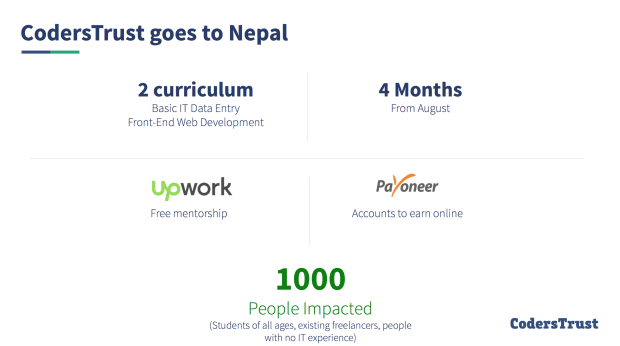 CodersTrust goes to Nepal
2 curriculum
Basic IT Data Entry
Front-End Web Development
4 Months
From August
Upwork
Free mentorship
Payoneer
Accounts to earn online
1000
People Impacted
(Students of all ages, existing freelancers, people
with no IT experience)
CodersTrust